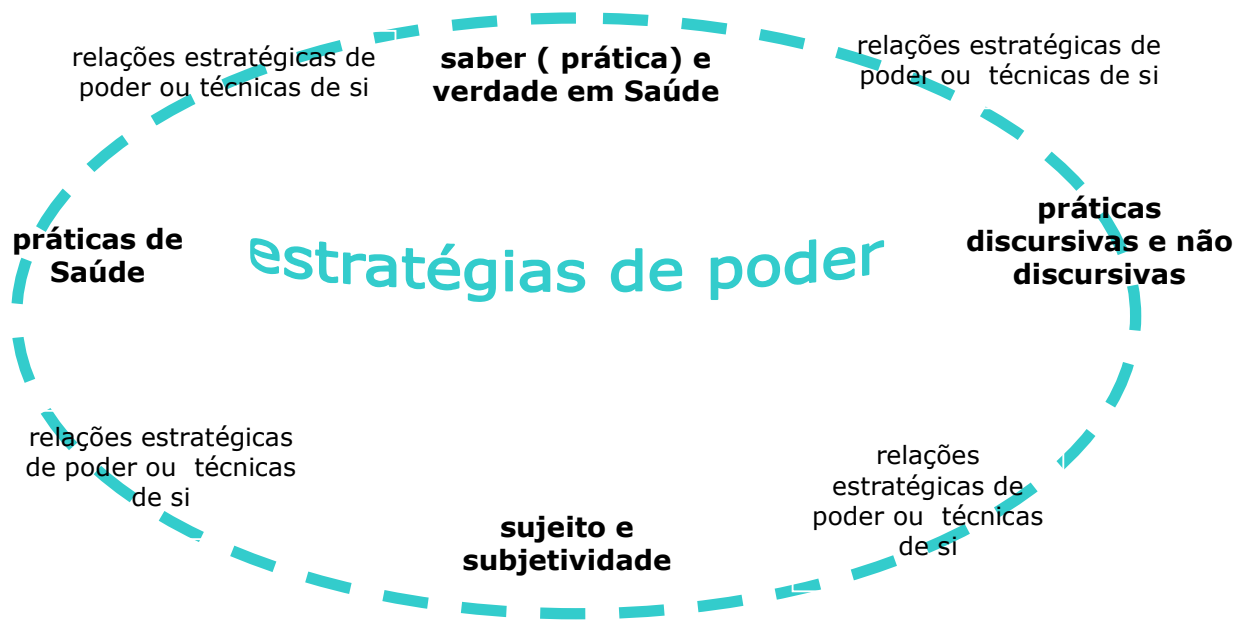 relações estratégicas de
poder ou técnicas de si
saber ( prática) e
verdade em Saúde
relações estratégicas de
poder ou técnicas de si
práticas de
Saúde
estratégias de poder
práticas
discursivas e não
discursivas
relações estratégicas
de poder ou técnicas
de si
sujeito e
subjetividade
relações
estratégicas de
poder ou técnicas
de si